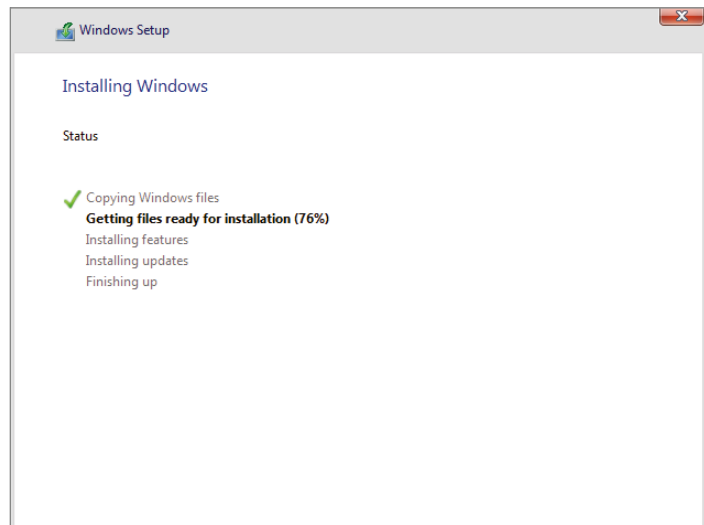 Windows Setup
Installing Windows
Status
Copying Windows files
Getting files ready for installation (76%)
Installing features
Installing updates
Finishing up